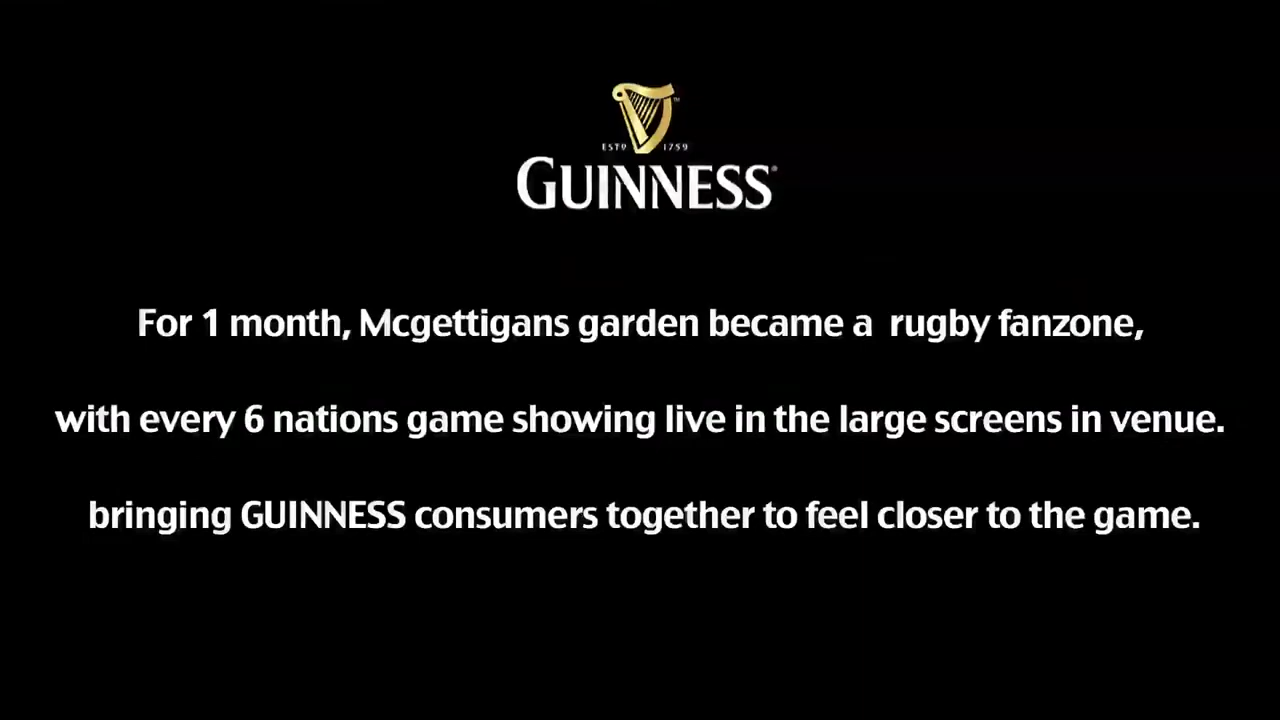 ESTD 1759
GUINNESS
For 1 month, Mcgettigans garden became a rugby fanzone,
with every 6 nations game showing live in the large screens in venue.
bringing GUINNESS consumers together to feel closer to the game.